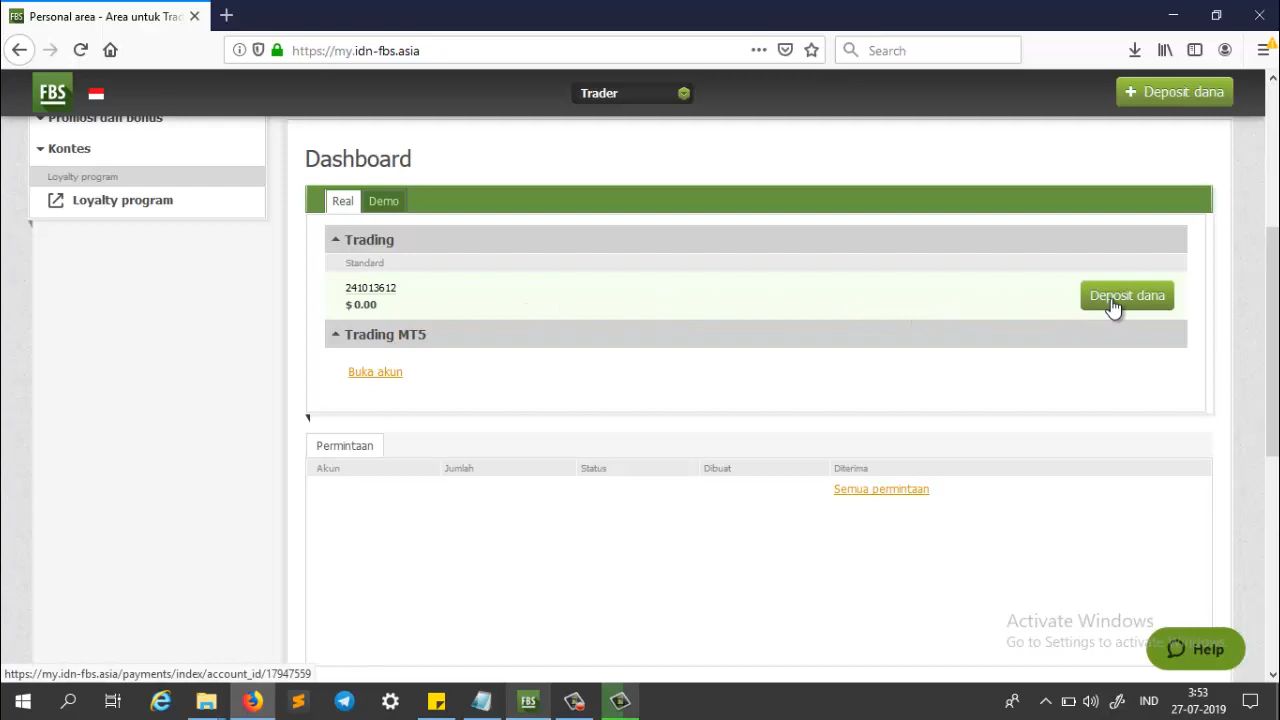 Personal area - Area untuk Trad
https://my.idn-fbs.asia
Search
FBS
Trader
+ Deposit dana
Promosi dan bonus
Kontes
Loyalty program
Loyalty program
Dashboard
Real
Demo
Trading
Standard
241013612
$ 0.00
Deposit dana
Trading MT5
Buka akun
Permintaan
Akun
Jumlah
Status
Dibuat
Diterima
Semua permintaan
Activate Windows
Go to Settings to activate Windows.
Help
https://my.idn-fbs.asia/payments/index/account_id/17947559
FBS
IND
3:53
27-07-2019